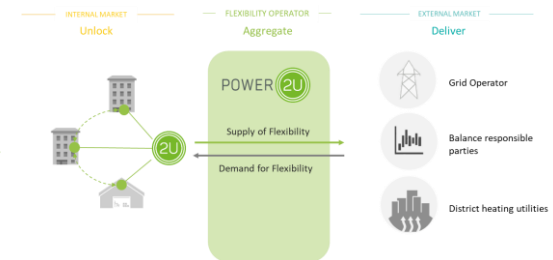 INTERNAL MARKET
Unlock
FLEXIBILITY OPERATOR
Aggregate
EXTERNAL MARKET
Deliver
POWER 2U
2U
Supply of Flexibility
Demand for Flexibility
Grid Operator
Balance responsible
parties
District heating utilities